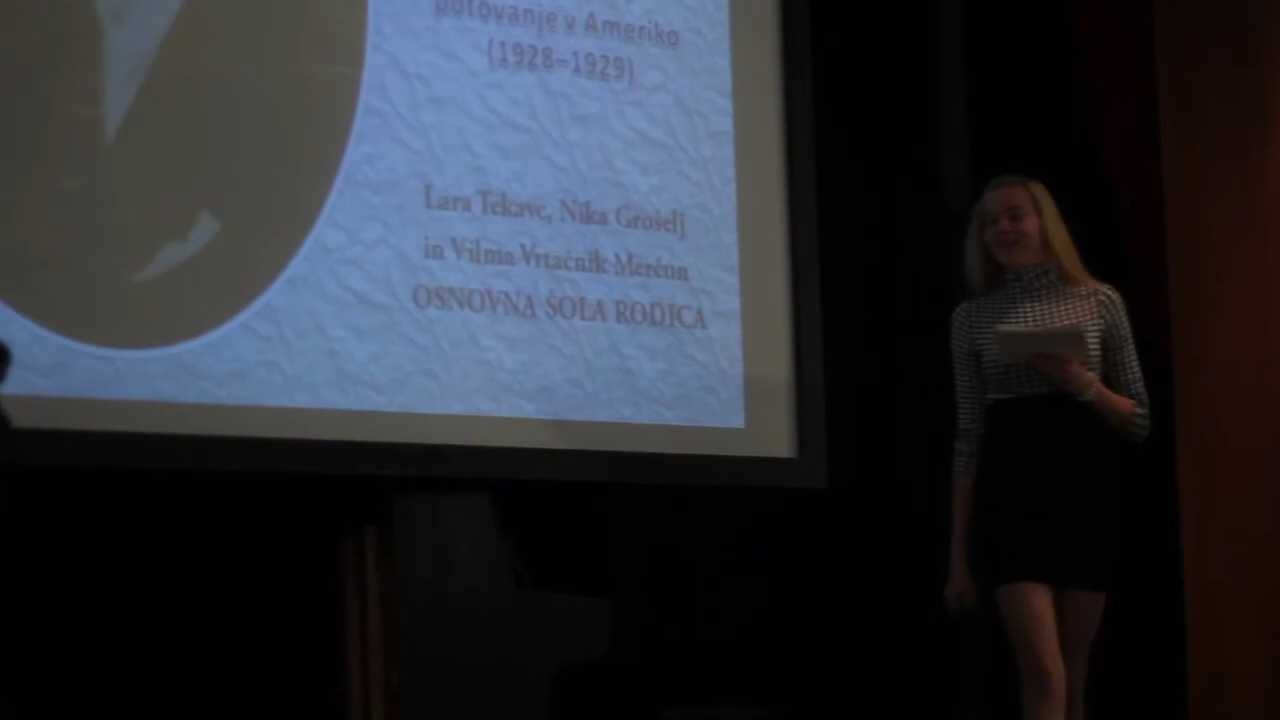 potovanje v Ameriko
(1928–1929)
Lara Tekavc, Nika Grošelj
in Vilma Vrtačnik Merčun
OSNOVNA ŠOLA RODICA